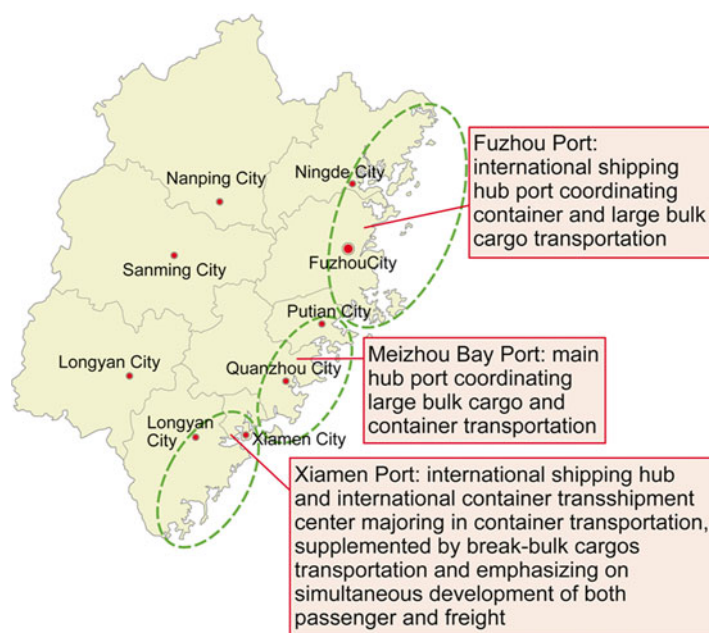 Fuzhou Port:
international shipping
hub port coordinating
container and large bulk
cargo transportation
Ningde City
Nanping City
FuzhouCity
Sanming City
Putian City
Meizhou Bay Port: main
hub port coordinating
large bulk cargo and
container transportation
Longyan City
Quanzhou City
Longyan
City
Xiamen City
Xiamen Port: international shipping hub
and international container transshipment
center majoring in container transportation,
supplemented by break-bulk cargos
transportation and emphasizing on
simultaneous development of both
passenger and freight